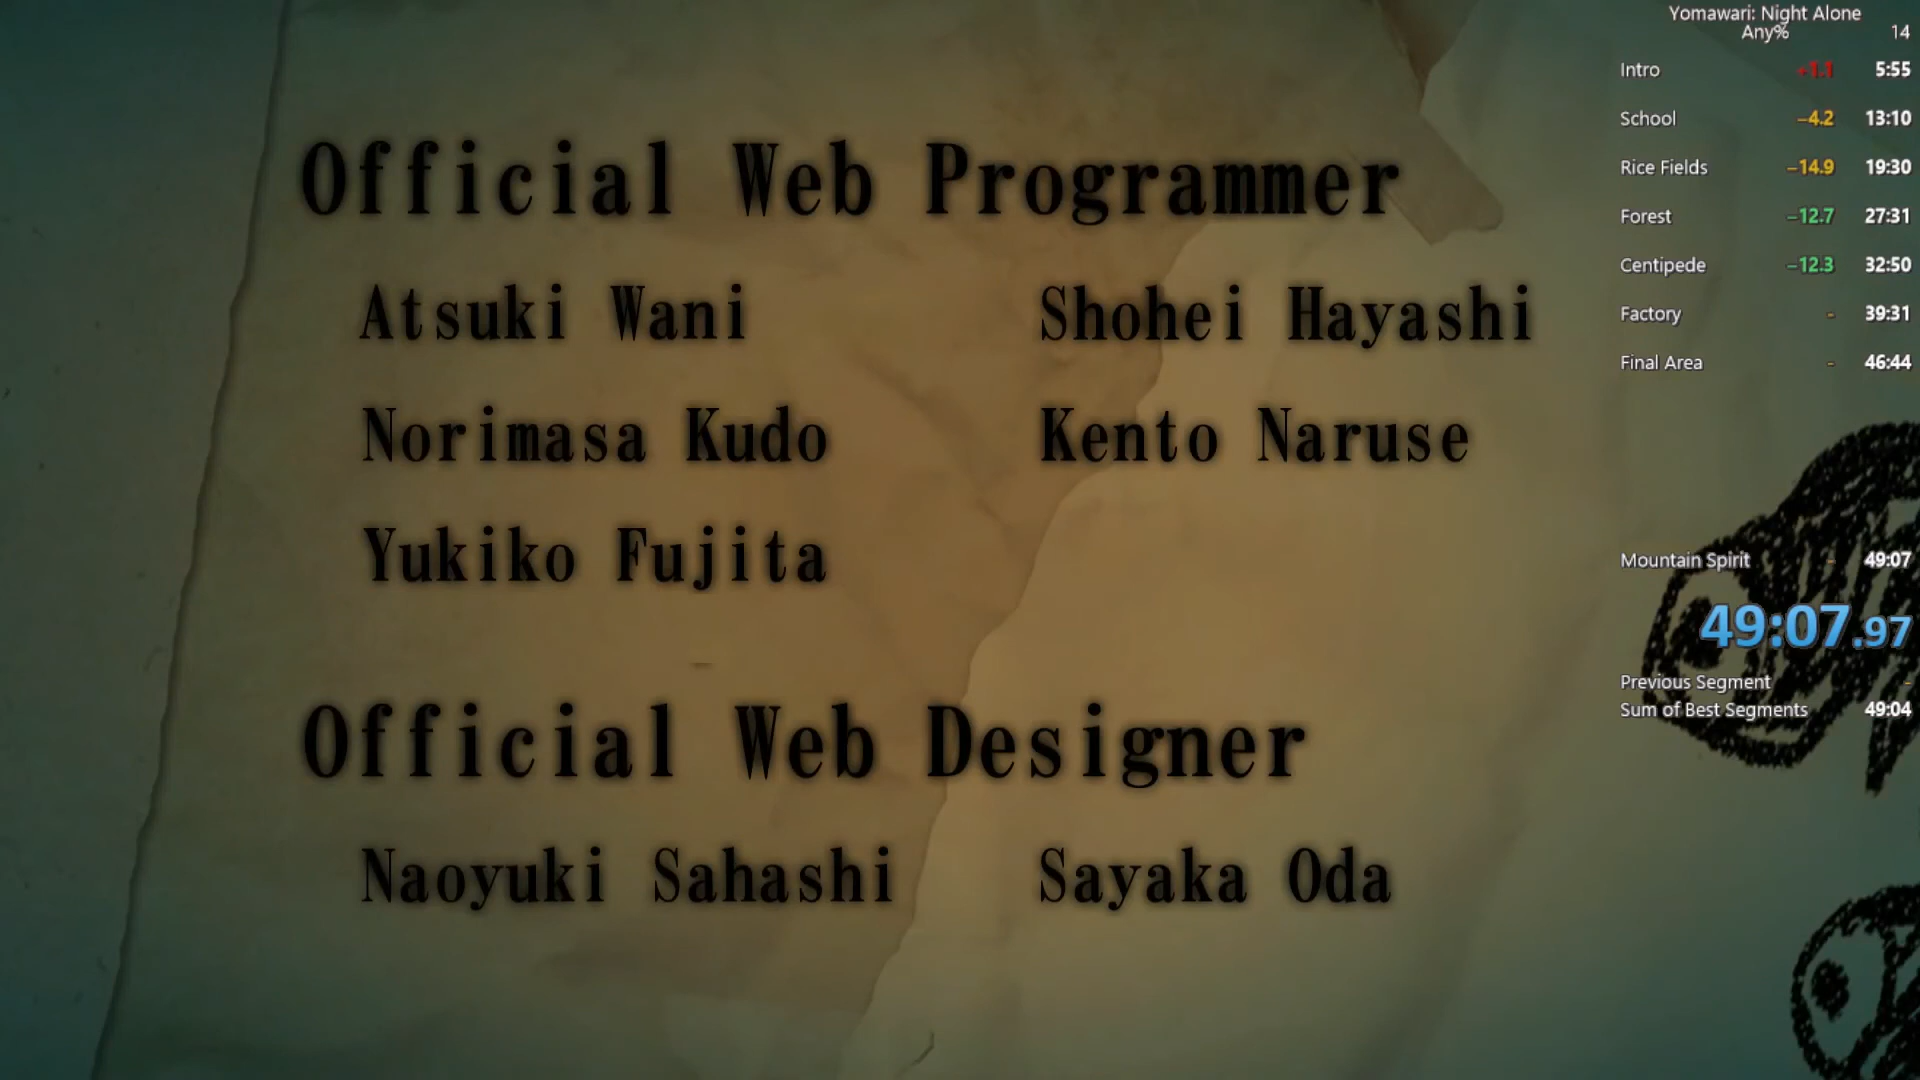 Yomawari: Night Alone
Any% 14
Intro +1.1 5:55
School −4.2 13:10
Rice Fields −14.9 19:30
Forest −12.7 27:31
Centipede −12.3 32:50
Factory - 39:31
Final Area - 46:44
Mountain Spirit - 49:07
49:07.97
Previous Segment -
Sum of Best Segments 49:04
Official Web Programmer
Atsuki Wani Shohei Hayashi
Norimasa Kudo Kento Naruse
Yukiko Fujita
Official Web Designer
Naoyuki Sahashi Sayaka Oda